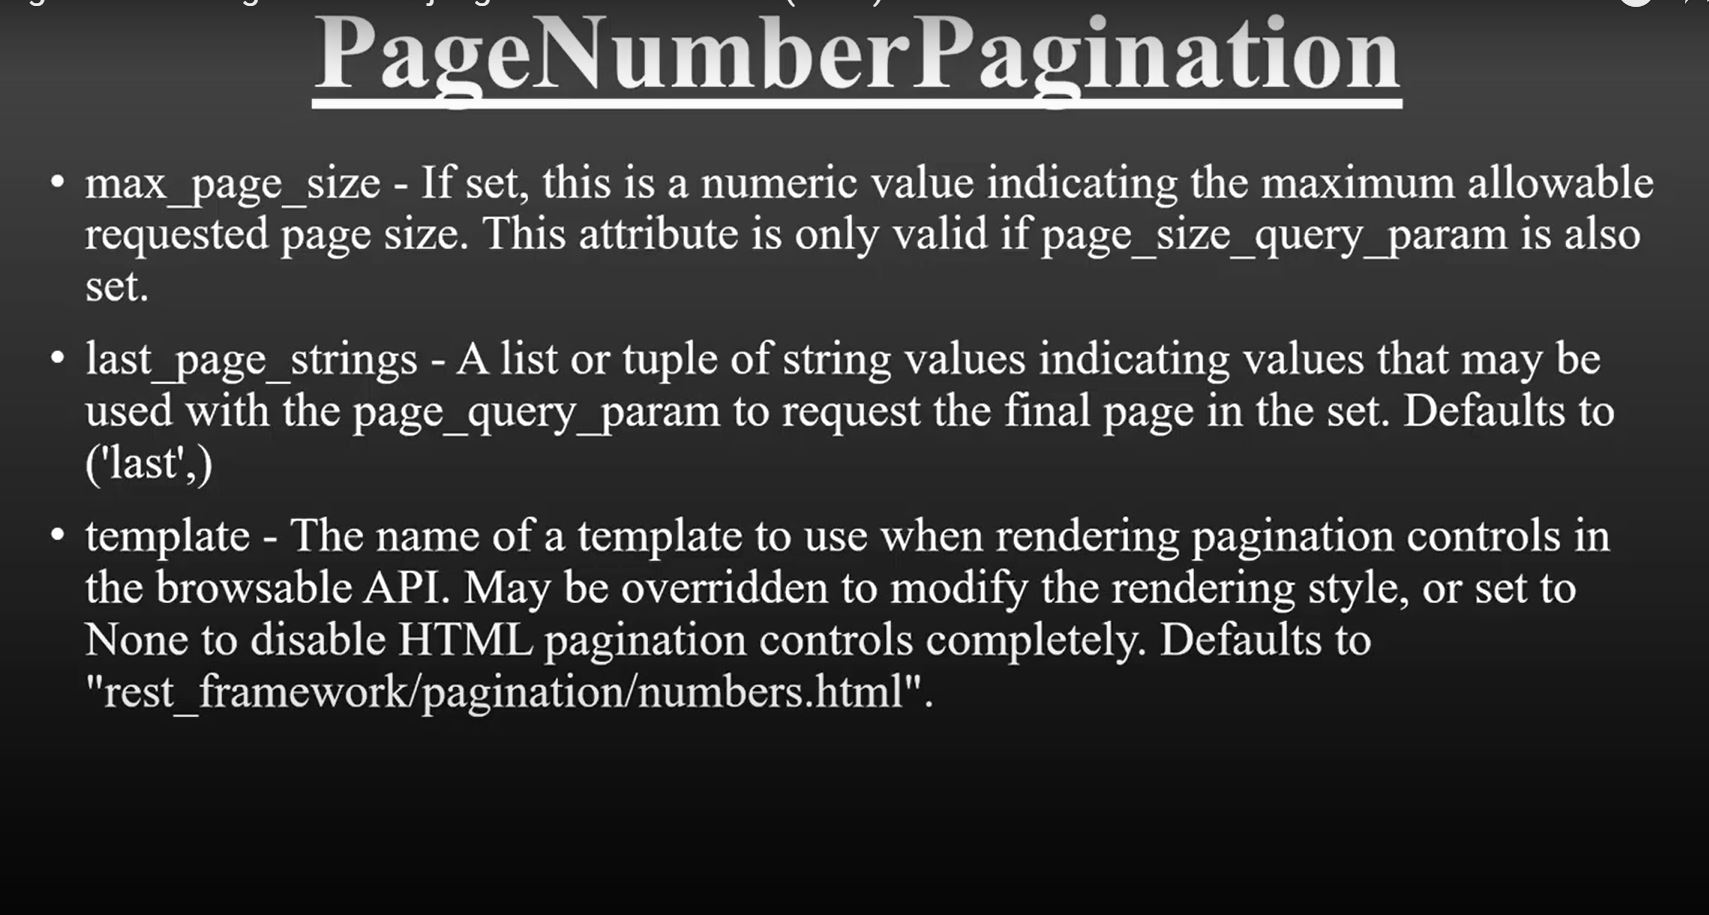 PageNumberPagination
• max_page_size - If set, this is a numeric value indicating the maximum allowable
requested page size. This attribute is only valid if page_size_query_param is also
set.
• last_page_strings - A list or tuple of string values indicating values that may be
used with the page_query_param to request the final page in the set. Defaults to
('last',)
• template - The name of a template to use when rendering pagination controls in
the browsable API. May be overridden to modify the rendering style, or set to
None to disable HTML pagination controls completely. Defaults to
"rest_framework/pagination/numbers.html".